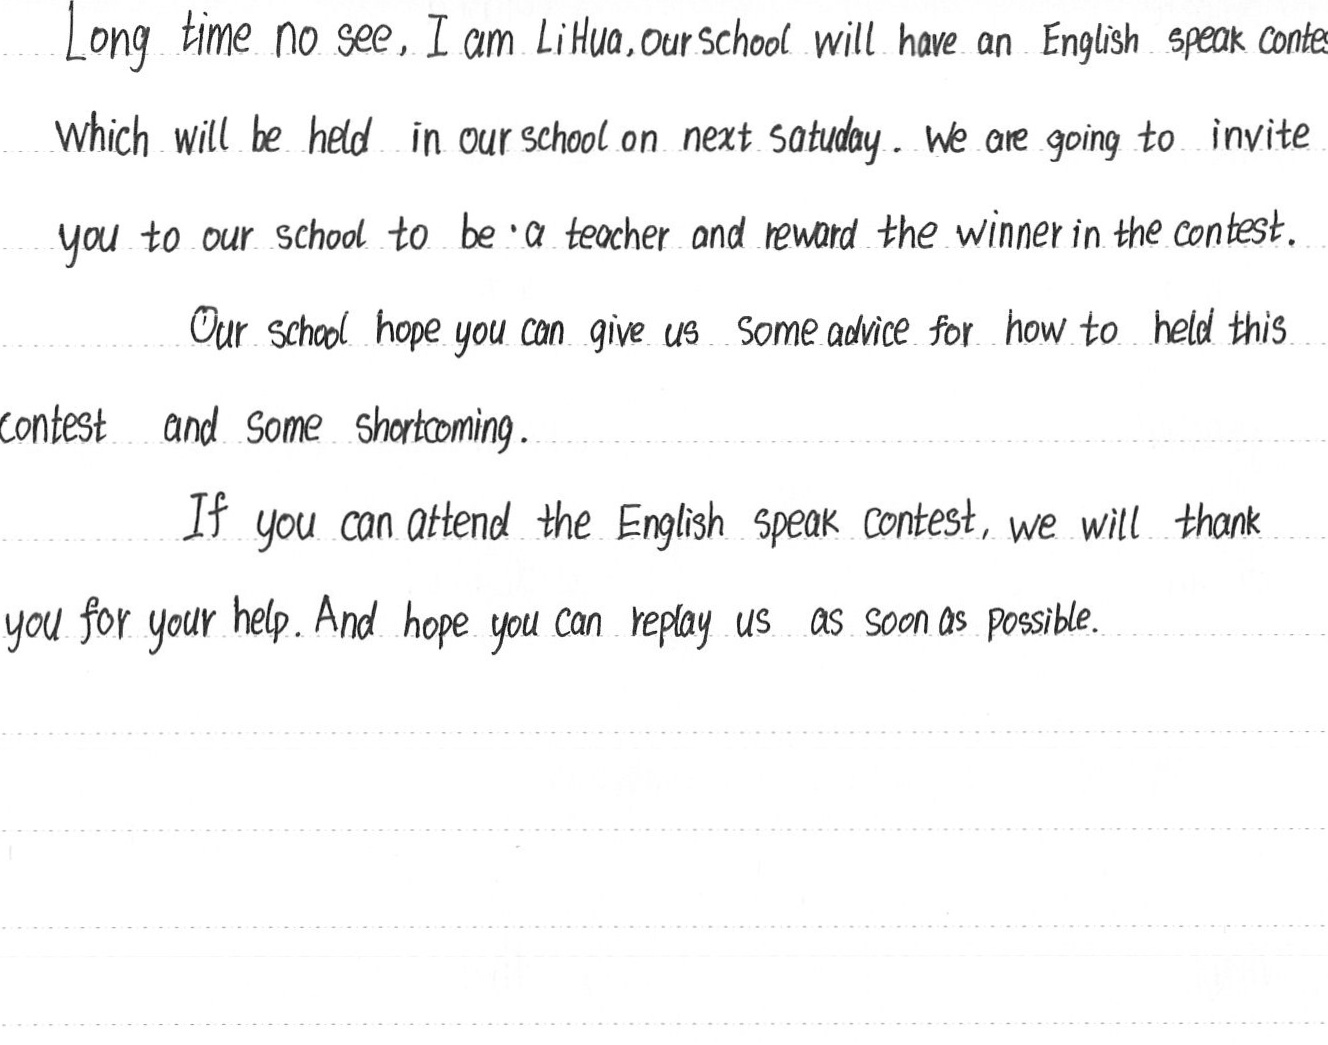 Long time no see, I am LiHua, our school will have an English speak contes
which will be held in our school on next satuday. We are going to invite
you to our school to be a teacher and reward the winner in the contest.
Our school hope you can give us some advice for how to held this
contest and some shortcoming.
If you can attend the English speak contest, we will thank
you for your help. And hope you can replay us as soon as possible.